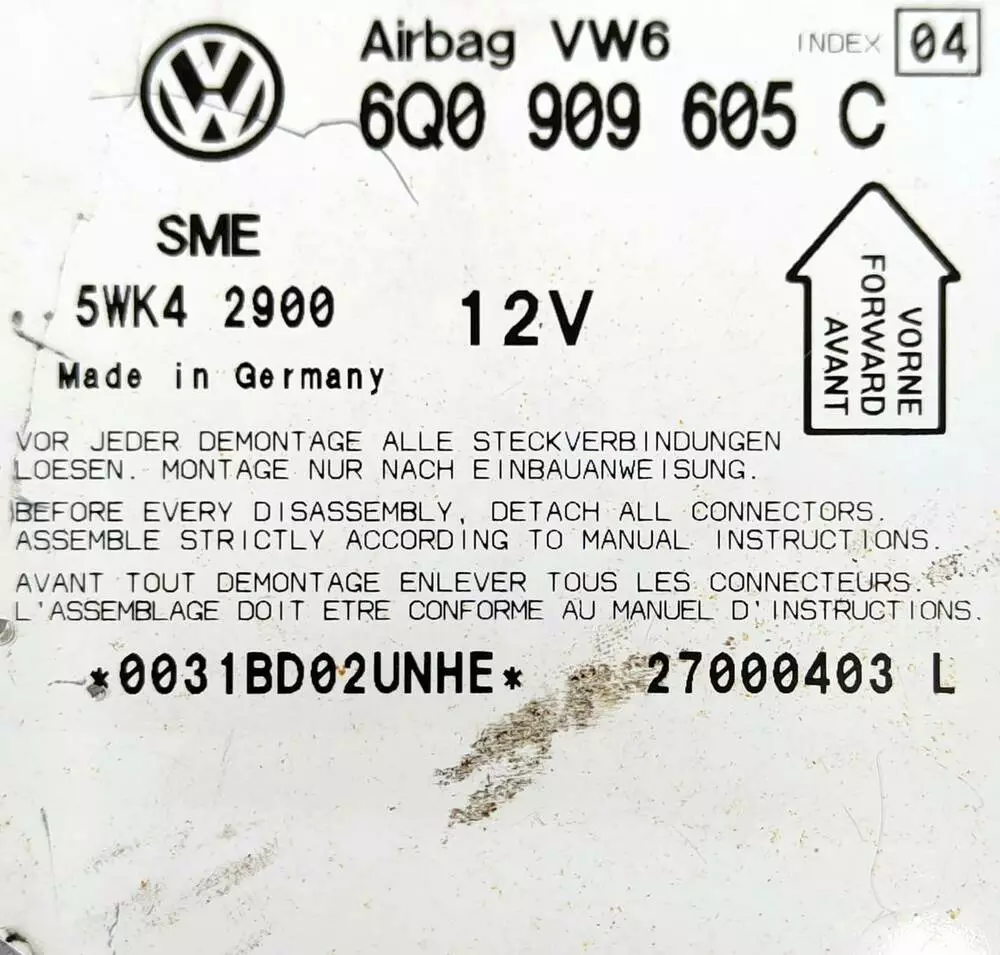 Airbag VW6 INDEX 04
6Q0 909 605 C
SME
5WK4 2900 12V
Made in Germany
VORNE
FORWARD
AVANT
VOR JEDER DEMONTAGE ALLE STECKVERBINDUNGEN
LOESEN. MONTAGE NUR NACH EINBAUANWEISUNG.
BEFORE EVERY DISASSEMBLY, DETACH ALL CONNECTORS.
ASSEMBLE STRICTLY ACCORDING TO MANUAL INSTRUCTIONS.
AVANT TOUT DEMONTAGE ENLEVER TOUS LES CONNECTEURS.
L'ASSEMBLAGE DOIT ETRE CONFORME AU MANUEL D'INSTRUCTIONS.
*0031BD02UNHE* 27000403 L